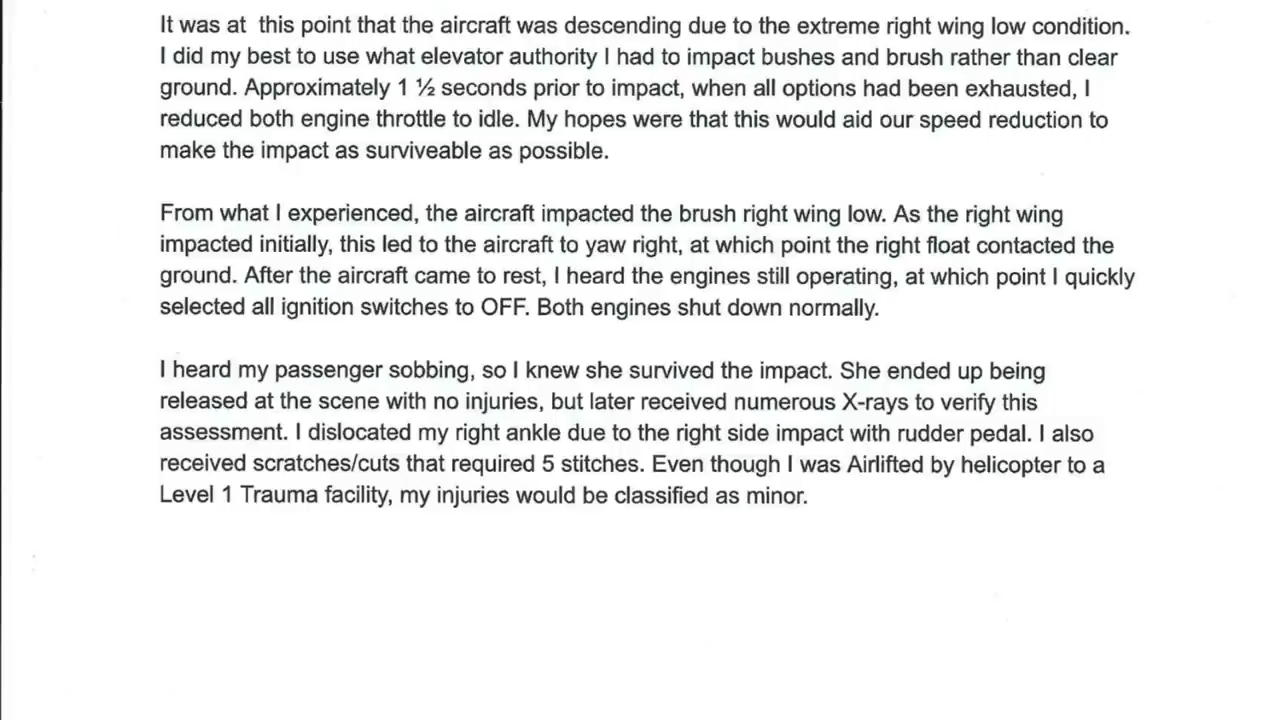 It was at  this point that the aircraft was descending due to the extreme right wing low condition.
I did my best to use what elevator authority I had to impact bushes and brush rather than clear
ground. Approximately 1 ½ seconds prior to impact, when all options had been exhausted, I
reduced both engine throttle to idle. My hopes were that this would aid our speed reduction to
make the impact as surviveable as possible.
From what I experienced, the aircraft impacted the brush right wing low. As the right wing
impacted initially, this led to the aircraft to yaw right, at which point the right float contacted the
ground. After the aircraft came to rest, I heard the engines still operating, at which point I quickly
selected all ignition switches to OFF. Both engines shut down normally.
I heard my passenger sobbing, so I knew she survived the impact. She ended up being
released at the scene with no injuries, but later received numerous X-rays to verify this
assessment. I dislocated my right ankle due to the right side impact with rudder pedal. I also
received scratches/cuts that required 5 stitches. Even though I was Airlifted by helicopter to a
Level 1 Trauma facility, my injuries would be classified as minor.